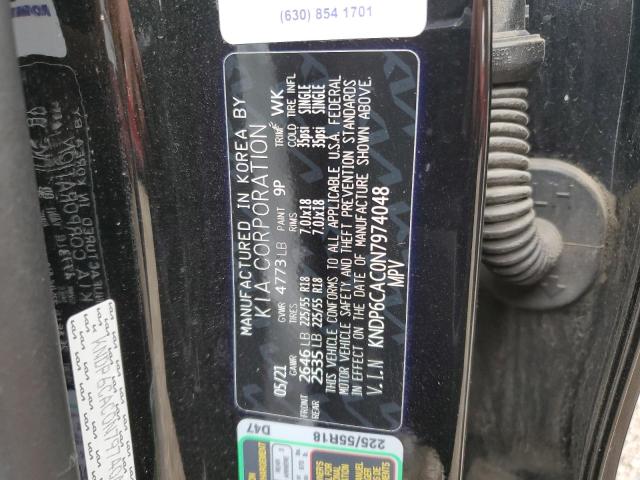 (630) 854 1701
MANUFACTURED IN KOREA BY
KIA CORPORATION
05/21 GVWR 4773 LB PAINT 9P TRIM WK
GAWR TIRES RIMS COLD TIRE INFL
FRONT 2646 LB 225/55 R18 7.0Jx18 35psi SINGLE
REAR 2535 LB 225/55 R18 7.0Jx18 35psi SINGLE
THIS VEHICLE CONFORMS TO ALL APPLICABLE U.S.A. FEDERAL
MOTOR VEHICLE SAFETY AND THEFT PREVENTION STANDARDS
IN EFFECT ON THE DATE OF MANUFACTURE SHOWN ABOVE.
V.I.N KNDP6CAC0N7974048
MPV
225/55R18
D47